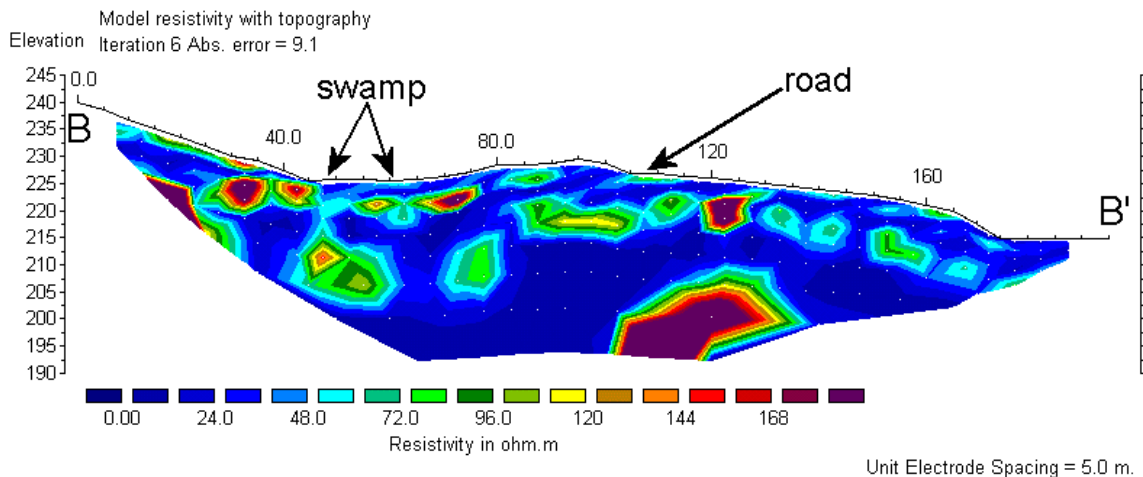 Model resistivity with topography
Elevation Iteration 6 Abs. error = 9.1
245 0.0
240
235 B
230 40.0 swamp 80.0 road 120 160
225
220
215 B'
210
205
200
195
190
0.00 24.0 48.0 72.0 96.0 120 144 168
Resistivity in ohm.m
Unit Electrode Spacing = 5.0 m.